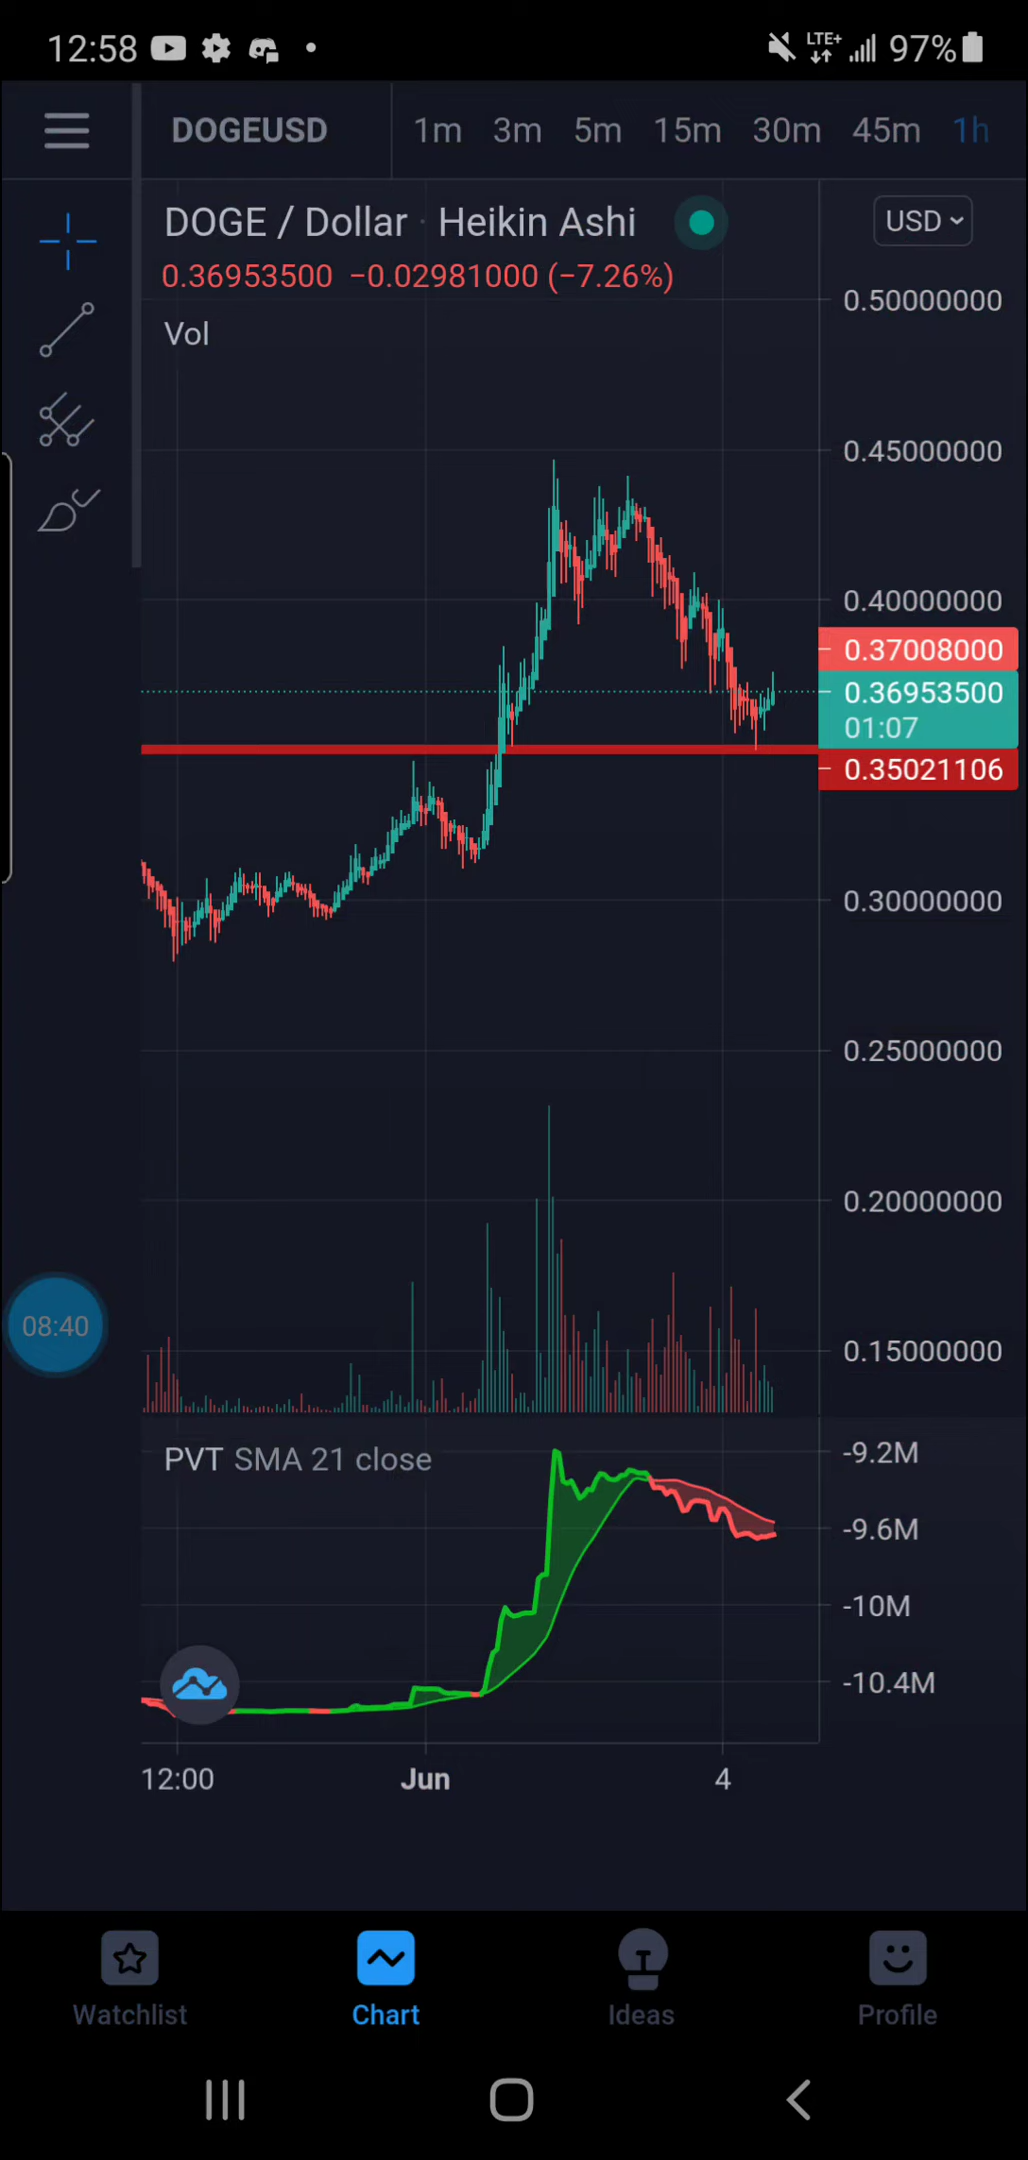 12:58 LTE+ 97%
DOGEUSD 1m 3m 5m 15m 30m 45m 1h
DOGE / Dollar · Heikin Ashi USD
0.36953500 −0.02981000 (−7.26%)
0.50000000
Vol
0.45000000
0.40000000
0.37008000
0.36953500
01:07
0.35021106
0.30000000
0.25000000
0.20000000
08:40
0.15000000
PVT SMA 21 close
-9.2M
-9.6M
-10M
-10.4M
12:00 Jun 4
Watchlist Chart Ideas Profile